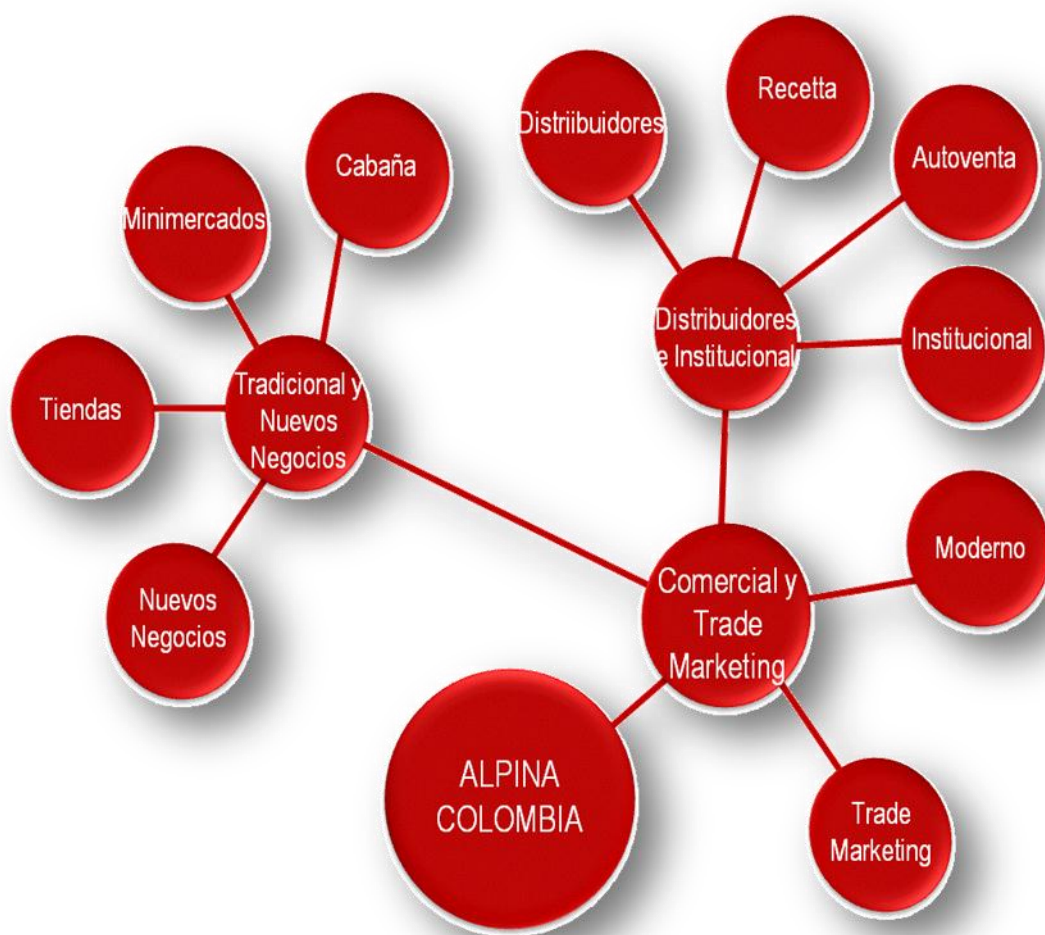 Distriibuidores
Recetta
Autoventa
Cabaña
Minimercados
Distribuidores
e Institucional
Institucional
Tradicional y
Nuevos
Negocios
Tiendas
Moderno
Nuevos
Negocios
Comercial y
Trade
Marketing
ALPINA
COLOMBIA
Trade
Marketing